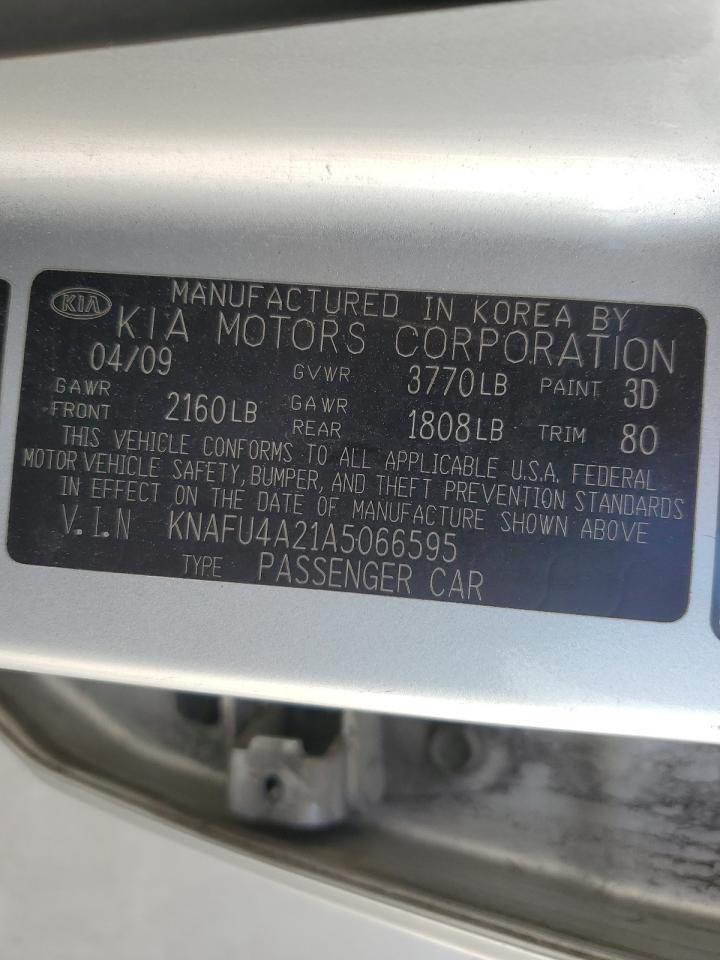 KIA MANUFACTURED IN KOREA BY
KIA MOTORS CORPORATION
04/09 GVWR 3770LB PAINT 3D
GAWR FRONT 2160LB GAWR REAR 1808LB TRIM 80
THIS VEHICLE CONFORMS TO ALL APPLICABLE U.S.A. FEDERAL
MOTOR VEHICLE SAFETY, BUMPER, AND THEFT PREVENTION STANDARDS
IN EFFECT ON THE DATE OF MANUFACTURE SHOWN ABOVE
V.I.N KNAFU4A21A5066595
TYPE PASSENGER CAR